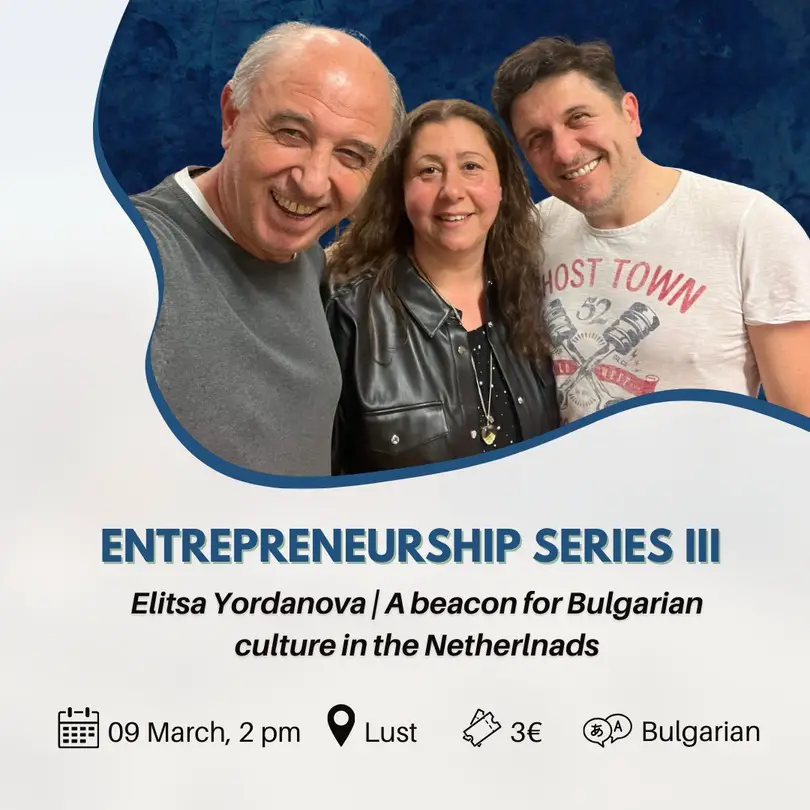 HOST TOWN
52
ENTREPRENEURSHIP SERIES III
Elitsa Yordanova | A beacon for Bulgarian
culture in the Netherlnads
09 March, 2 pm
Lust
3€
Bulgarian
あ A